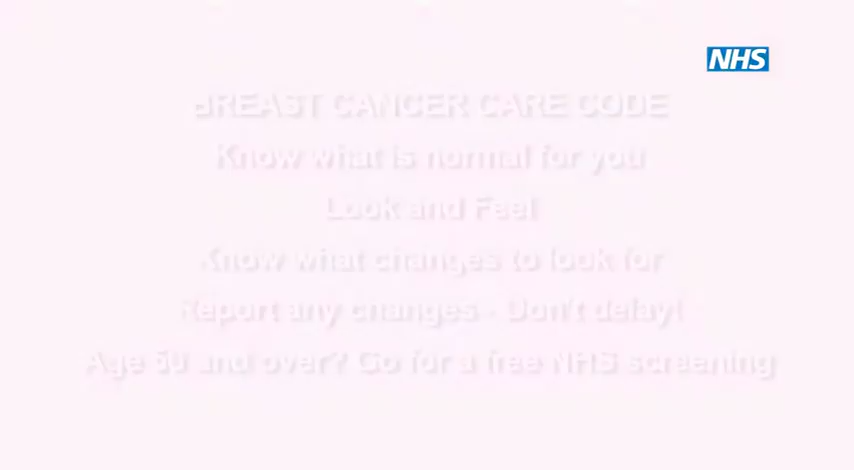 NHS
BREAST CANCER CARE CODE
Know what is normal for you
Look and Feel
Know what changes to look for
Report any changes - Don't delay!
Age 50 and over? Go for a free NHS screening